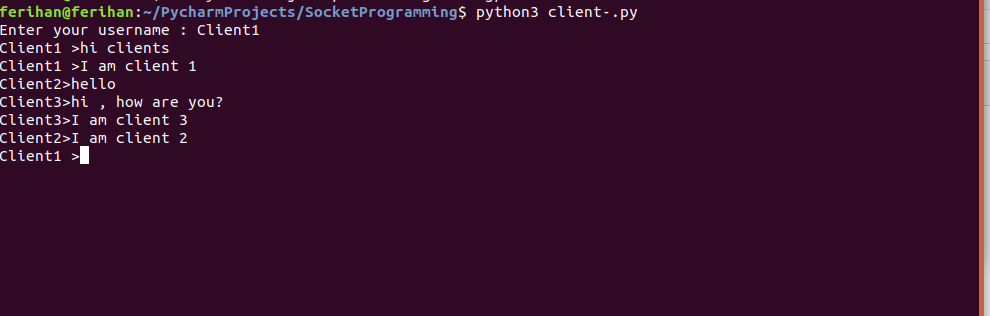 ferihan@ferihan:~/PycharmProjects/SocketProgramming$ python3 client-.py
Enter your username : Client1
Client1 >hi clients
Client1 >I am client 1
Client2>hello
Client3>hi , how are you?
Client3>I am client 3
Client2>I am client 2
Client1 >